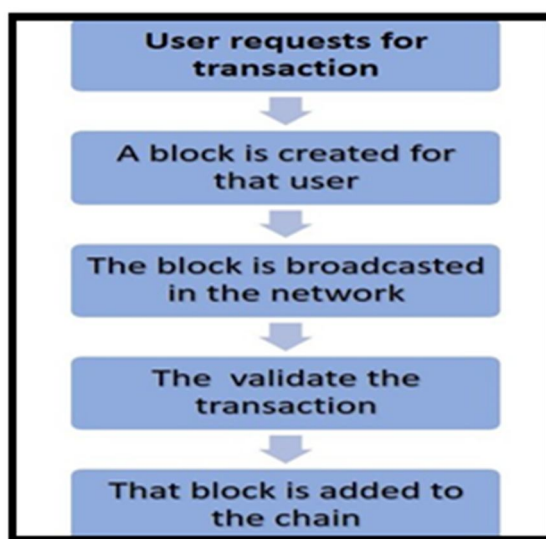 User requests for
transaction
A block is created for
that user
The block is broadcasted
in the network
The validate the
transaction
That block is added to
the chain